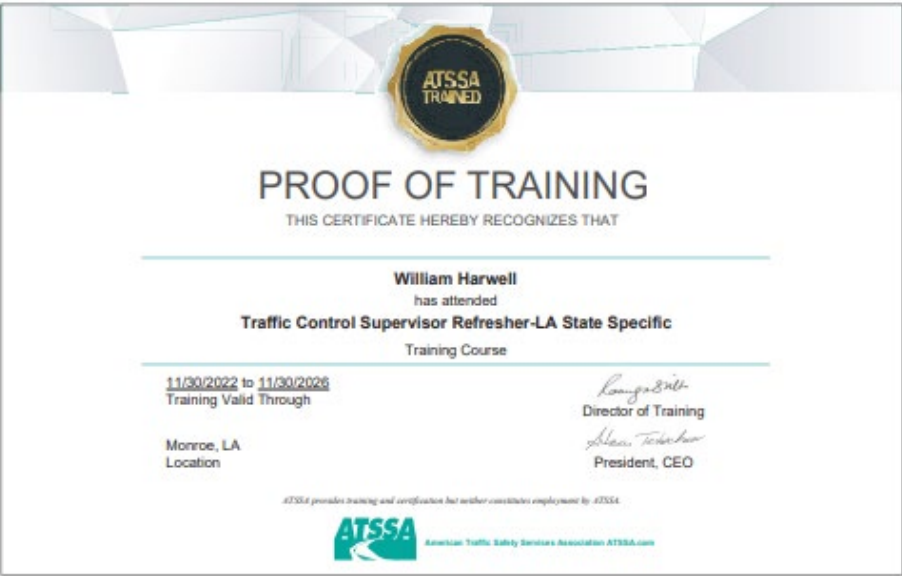 ATSSA
TRAINED
PROOF OF TRAINING
THIS CERTIFICATE HEREBY RECOGNIZES THAT
William Harwell
has attended
Traffic Control Supervisor Refresher-LA State Specific
Training Course
11/30/2022 to 11/30/2026
Training Valid Through
Director of Training
Monroe, LA
Location
President, CEO
ATSSA provides training and certification but neither constitutes employment by ATSSA.
ATSSA
American Traffic Safety Services Association ATSSA.com